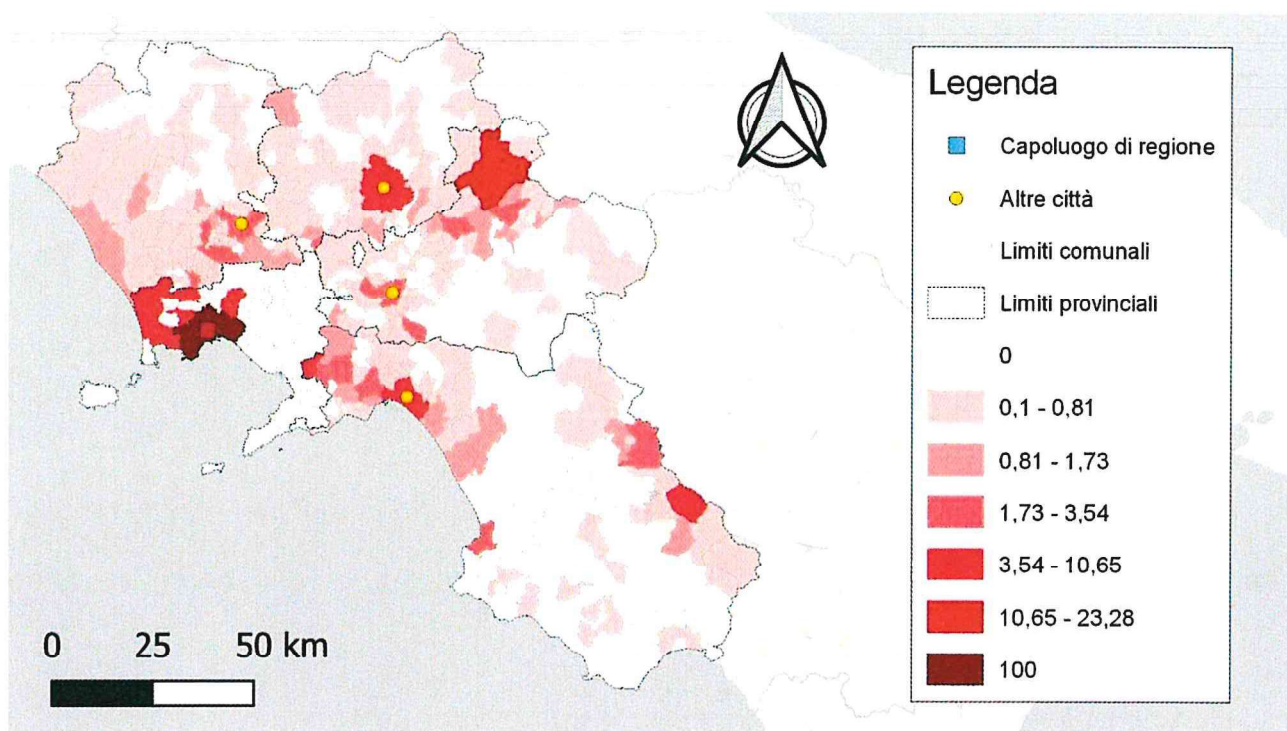 Legenda
Capoluogo di regione
Altre città
Limiti comunali
Limiti provinciali
0
0,1 - 0,81
0,81 - 1,73
1,73 - 3,54
3,54 - 10,65
10,65 - 23,28
100
0 25 50 km